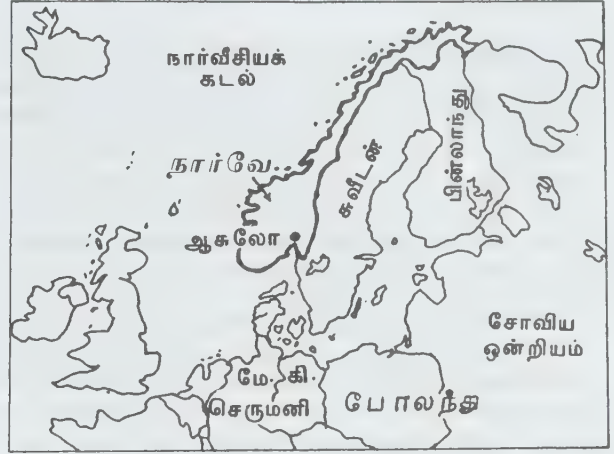 நார்வீசியக்
கடல்
நார்வே
ஆசுலோ
சுவீடன்
பின்லாந்து
சோவிய
ஒன்றியம்
மே. கி.
செருமனி
போலந்து